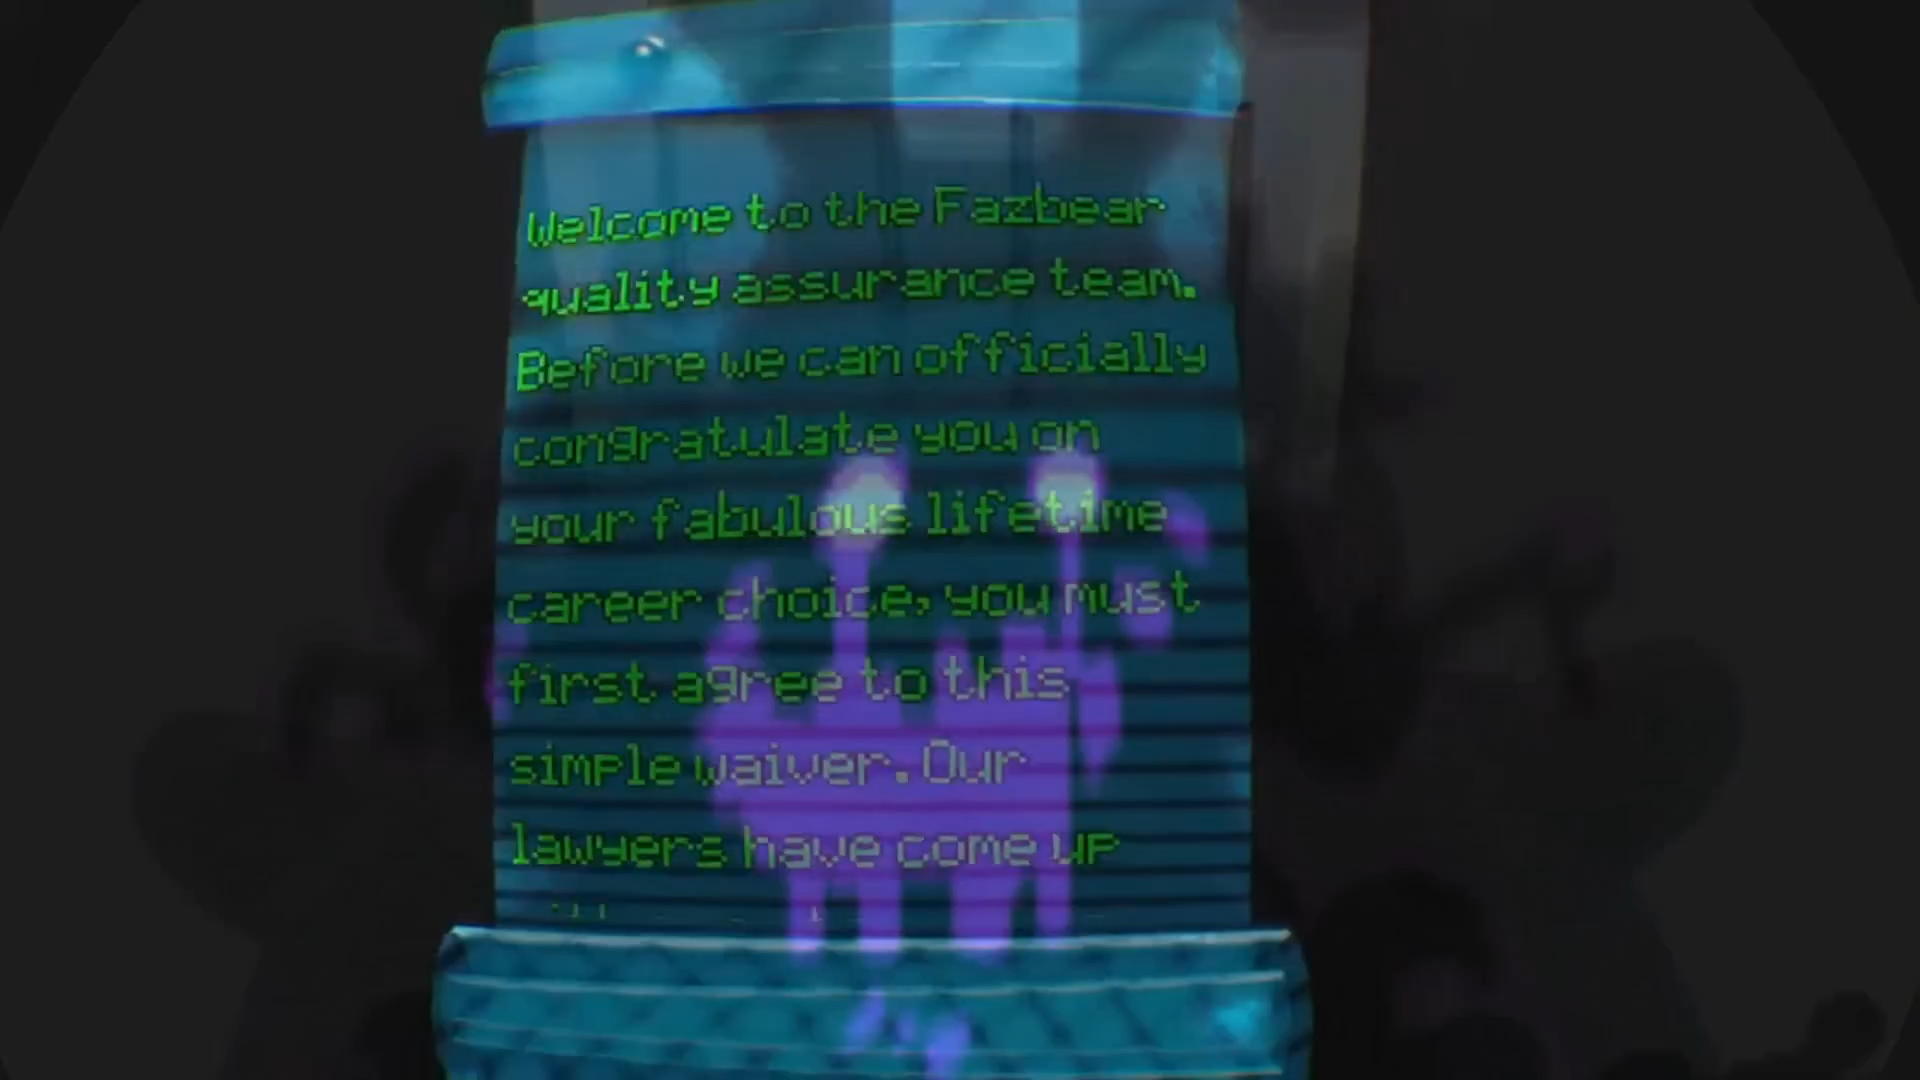 Welcome to the Fazbear
quality assurance team.
Before we can officially
congratulate you on
your fabulous lifetime
career choice, you must
first agree to this
simple waiver. Our
lawyers have come up